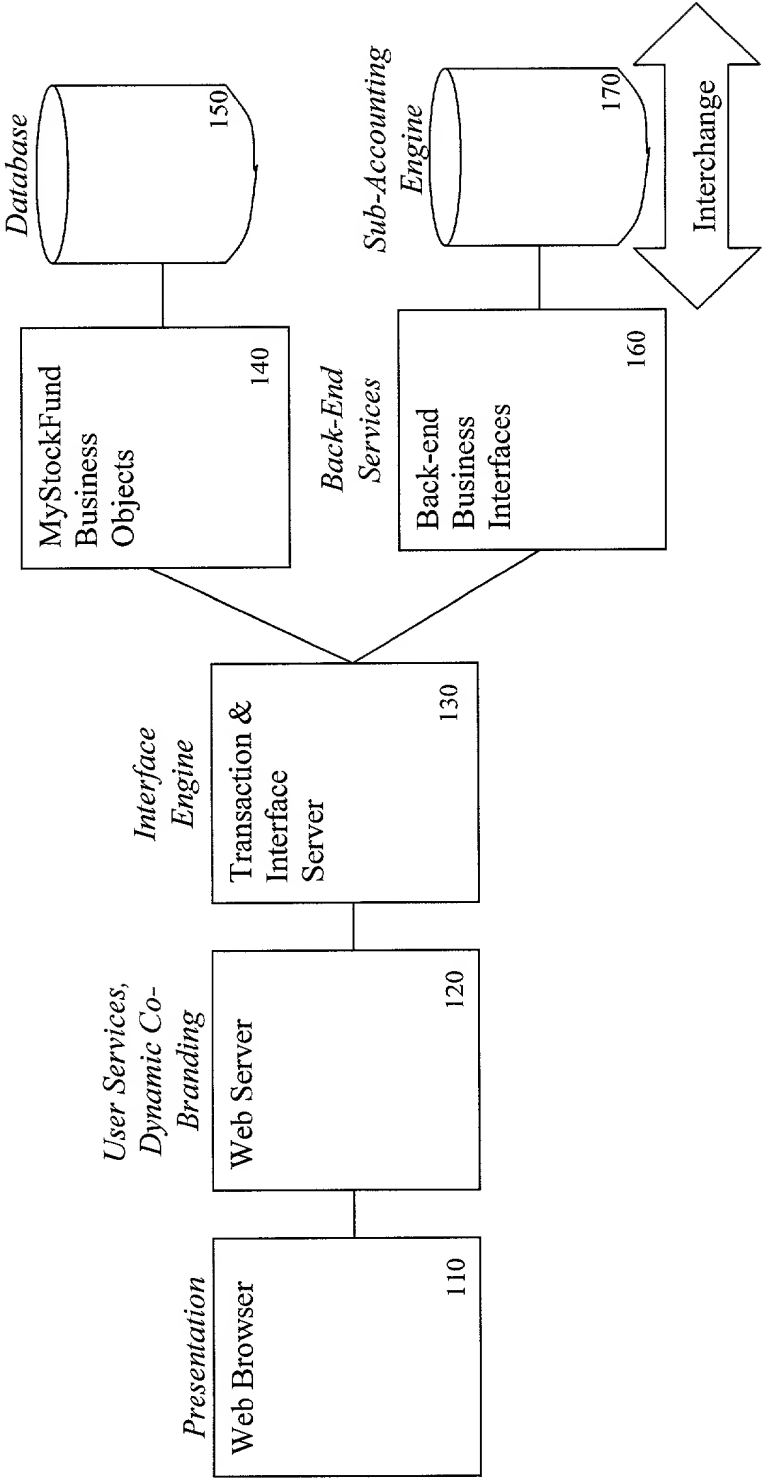 Presentation
Web Browser
110
User Services,
Dynamic Co-
Branding
Web Server
120
Interface
Engine
Transaction &
Interface
Server
130
MyStockFund
Business
Objects
140
Database
150
Back-End
Services
Back-end
Business
Interfaces
160
Sub-Accounting
Engine
170
Interchange